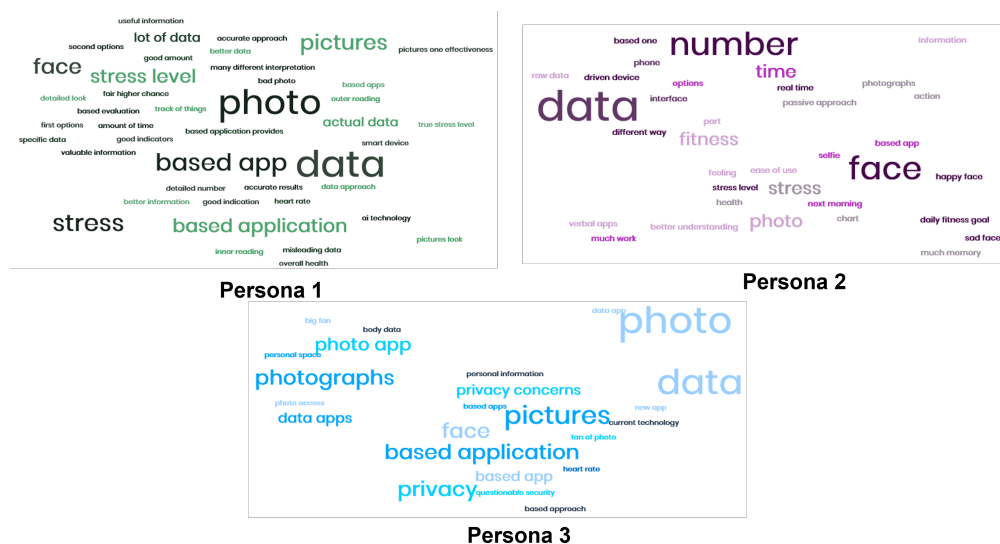 useful information
lot of data
accurate approach
second options
better data
pictures
pictures one effectiveness
good amount
face
many different interpretation
stress level
bad photo
based apps
fair higher chance
detailed look
photo
outer reading
based evaluation
track of things
actual data
first options
amount of time
true stress level
based application provides
specific data
good indicators
smart device
valuable information
based app
data
detailed number
accurate results
data approach
better information
good indication
heart rate
stress
based application
ai technology
pictures look
inner reading
misleading data
overall health
Persona 1
based one
number
information
phone
time
raw data
driven device
options
real time
photographs
data
interface
passive approach
action
part
different way
fitness
based app
selfie
face
feeling
ease of use
happy face
stress level
stress
health
next morning
verbal apps
better understanding
photo
chart
daily fitness goal
much work
sad face
much memory
Persona 2
data app
photo
big fan
body data
photo app
personal space
photographs
personal information
data
privacy concerns
photo access
based apps
new app
data apps
pictures
current technology
face
fan of photo
based application
heart rate
based app
privacy
questionable security
based approach
Persona 3